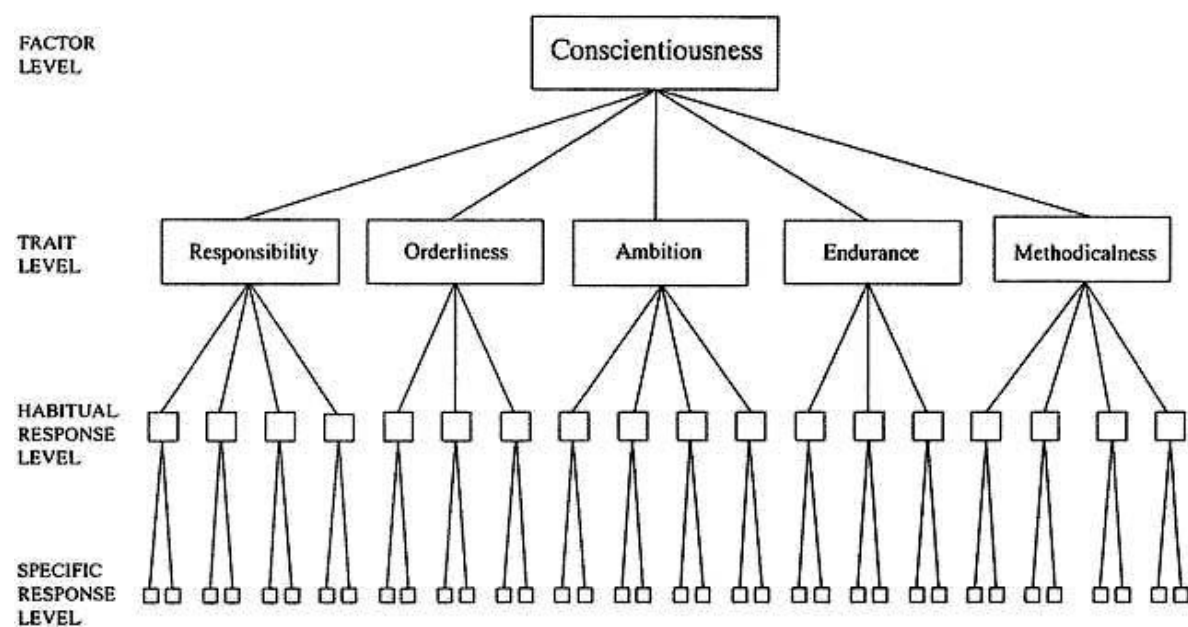 FACTOR
LEVEL
Conscientiousness
TRAIT
LEVEL
Responsibility
Orderliness
Ambition
Endurance
Methodicalness
HABITUAL
RESPONSE
LEVEL
SPECIFIC
RESPONSE
LEVEL